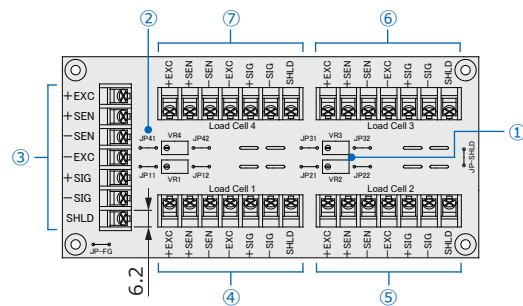 ⑦ ⑥
②
+EXC +SEN −SEN −EXC +SIG −SIG SHLD
+EXC +SEN −SEN −EXC +SIG −SIG SHLD
Load Cell 4 Load Cell 3
①
③
+EXC
+SEN
−SEN
−EXC
+SIG
−SIG
SHLD
JP41 VR4 JP42 JP31 VR3 JP32
JP11 VR1 JP12 JP21 VR2 JP22
JP-SHLD
Load Cell 1 Load Cell 2
+EXC +SEN −SEN −EXC +SIG −SIG SHLD
+EXC +SEN −SEN −EXC +SIG −SIG SHLD
JP-FG
6.2
④ ⑤